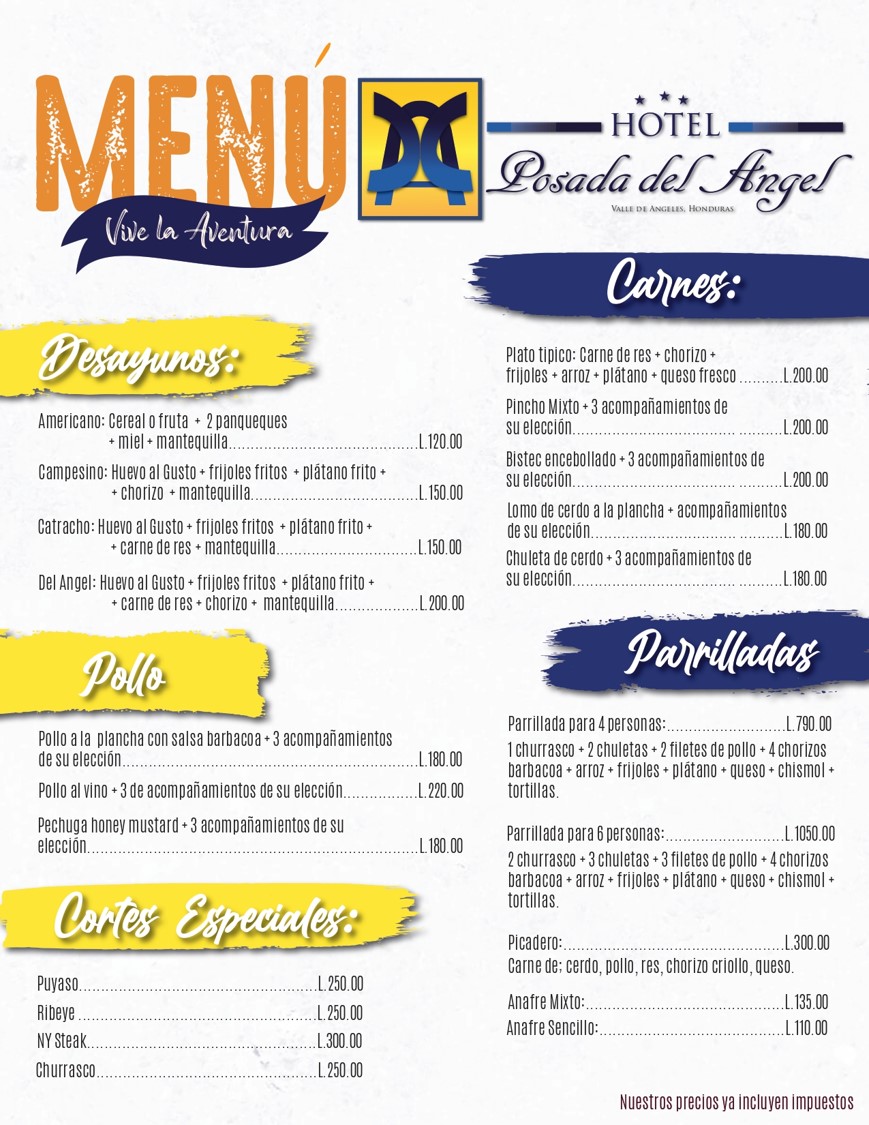 MENÚ
Vive la Aventura
HOTEL
Posada del Angel
VALLE DE ANGELES, HONDURAS
Desayunos:
Americano: Cereal o fruta + 2 panqueques
+ miel + mantequilla..............................................L.120.00
Campesino: Huevo al Gusto + frijoles fritos + plátano frito +
+ chorizo + mantequilla.........................................L.150.00
Catracho: Huevo al Gusto + frijoles fritos + plátano frito +
+ carne de res + mantequilla..................................L.150.00
Del Angel: Huevo al Gusto + frijoles fritos + plátano frito +
+ carne de res + chorizo + mantequilla....................L.200.00
Pollo
Pollo a la plancha con salsa barbacoa + 3 acompañamientos
de su elección........................................................................L.180.00
Pollo al vino + 3 de acompañamientos de su elección..................L.220.00
Pechuga honey mustard + 3 acompañamientos de su
elección................................................................................L.180.00
Cortes Especiales:
Puyaso..........................................................L.250.00
Ribeye ..........................................................L.250.00
NY Steak........................................................L.300.00
Churrasco......................................................L.250.00
Carnes:
Plato tipico: Carne de res + chorizo +
frijoles + arroz + plátano + queso fresco ..........L.200.00
Pincho Mixto + 3 acompañamientos de
su elección....................................... ..........L.200.00
Bistec encebollado + 3 acompañamientos de
su elección....................................... ..........L.200.00
Lomo de cerdo a la plancha + acompañamientos
de su elección................................... ..........L.180.00
Chuleta de cerdo + 3 acompañamientos de
su elección....................................... ..........L.180.00
Parrilladas
Parrillada para 4 personas:.............................L.790.00
1 churrasco + 2 chuletas + 2 filetes de pollo + 4 chorizos
barbacoa + arroz + frijoles + plátano + queso + chismol +
tortillas.
Parrillada para 6 personas:.............................L.1050.00
2 churrasco + 3 chuletas + 3 filetes de pollo + 4 chorizos
barbacoa + arroz + frijoles + plátano + queso + chismol +
tortillas.
Picadero:......................................................L.300.00
Carne de; cerdo, pollo, res, chorizo criollo, queso.
Anafre Mixto:................................................L.135.00
Anafre Sencillo:.............................................L.110.00
Nuestros precios ya incluyen impuestos